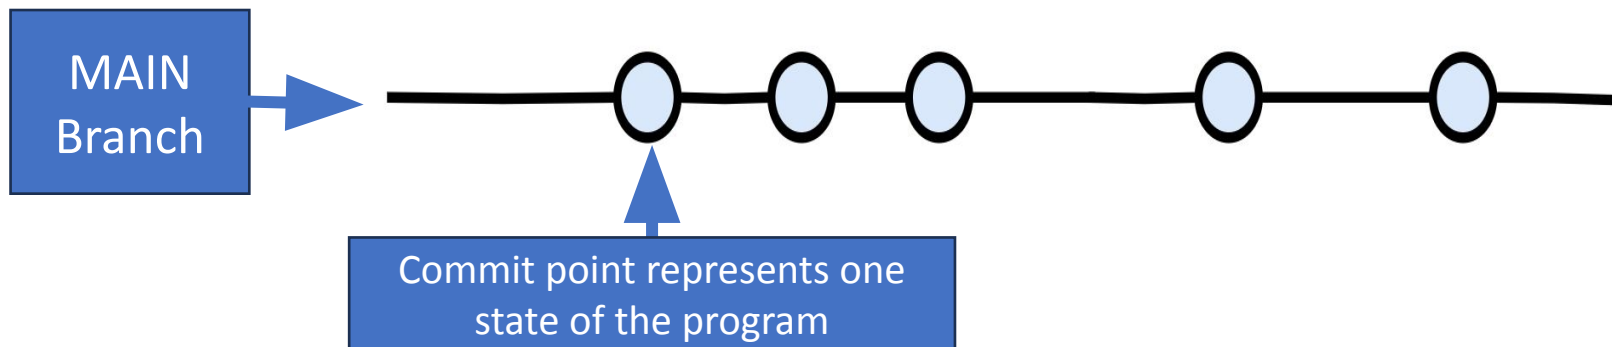 MAIN
Branch
Commit point represents one
state of the program